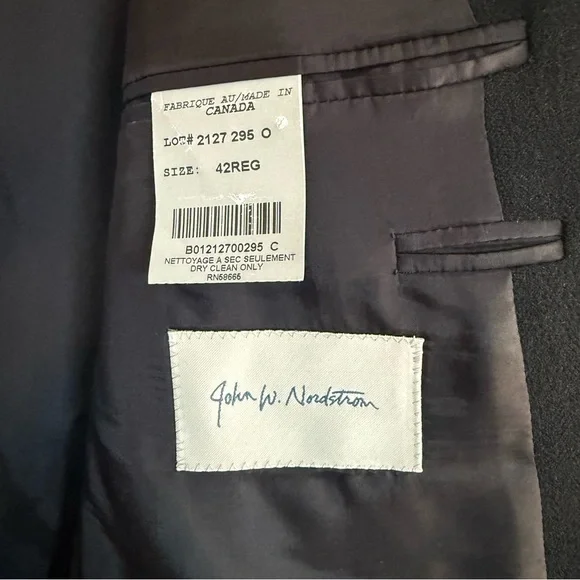 FABRIQUE AU/MADE IN
CANADA
LOT# 2127 295 O
SIZE: 42REG
B01212700295 C
NETTOYAGE A SEC SEULEMENT
DRY CLEAN ONLY
RN58665
John W. Nordstrom